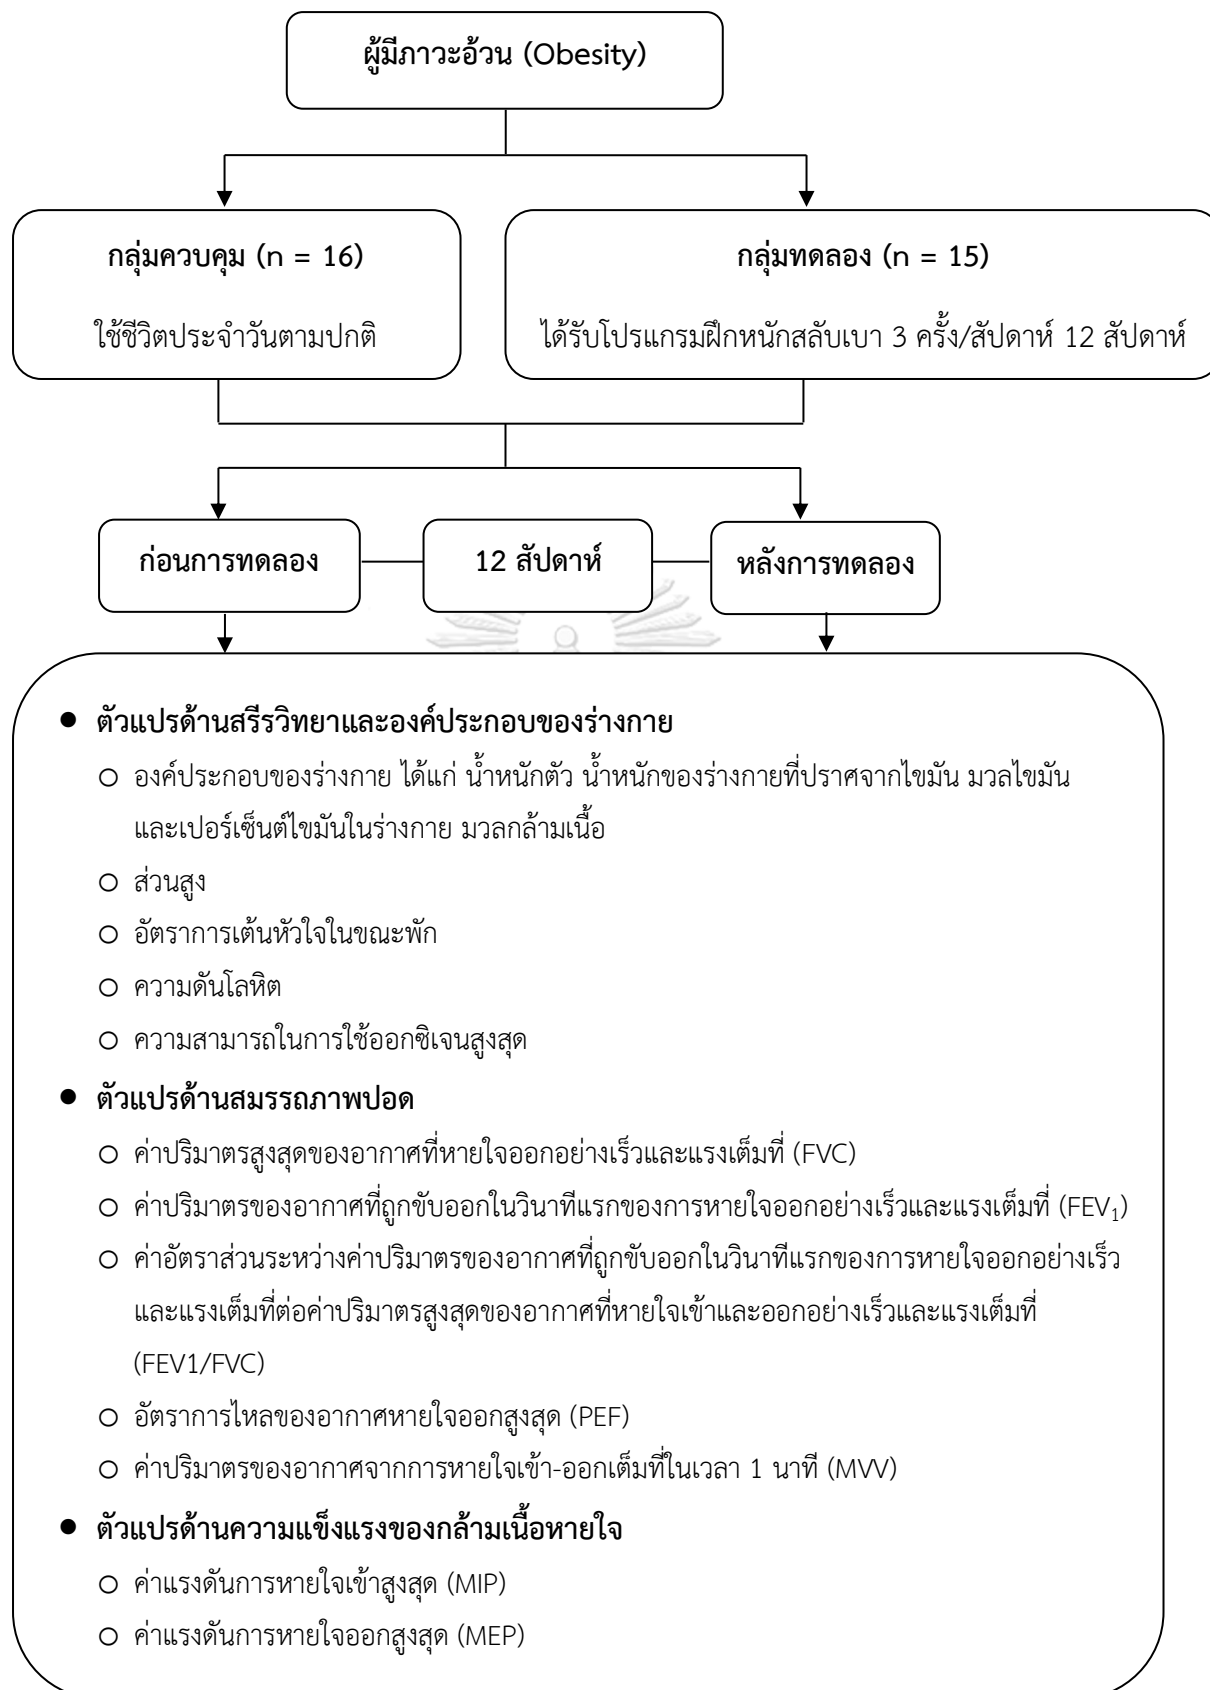 ผู้มีภาวะอ้วน (Obesity)
กลุ่มควบคุม (n = 16)
ใช้ชีวิตประจำวันตามปกติ
กลุ่มทดลอง (n = 15)
ได้รับโปรแกรมฝึกหนักสลับเบา 3 ครั้ง/สัปดาห์ 12 สัปดาห์
ก่อนการทดลอง
12 สัปดาห์
หลังการทดลอง
● ตัวแปรด้านสรีรวิทยาและองค์ประกอบของร่างกาย
○ องค์ประกอบของร่างกาย ได้แก่ น้ำหนักตัว น้ำหนักของร่างกายที่ปราศจากไขมัน มวลไขมัน
และเปอร์เซ็นต์ไขมันในร่างกาย มวลกล้ามเนื้อ
○ ส่วนสูง
○ อัตราการเต้นหัวใจในขณะพัก
○ ความดันโลหิต
○ ความสามารถในการใช้ออกซิเจนสูงสุด
● ตัวแปรด้านสมรรถภาพปอด
○ ค่าปริมาตรสูงสุดของอากาศที่หายใจออกอย่างเร็วและแรงเต็มที่ (FVC)
○ ค่าปริมาตรของอากาศที่ถูกขับออกในวินาทีแรกของการหายใจออกอย่างเร็วและแรงเต็มที่ (FEV₁)
○ ค่าอัตราส่วนระหว่างค่าปริมาตรของอากาศที่ถูกขับออกในวินาทีแรกของการหายใจออกอย่างเร็ว
และแรงเต็มที่ต่อค่าปริมาตรสูงสุดของอากาศที่หายใจเข้าและออกอย่างเร็วและแรงเต็มที่
(FEV1/FVC)
○ อัตราการไหลของอากาศหายใจออกสูงสุด (PEF)
○ ค่าปริมาตรของอากาศจากการหายใจเข้า-ออกเต็มที่ในเวลา 1 นาที (MVV)
● ตัวแปรด้านความแข็งแรงของกล้ามเนื้อหายใจ
○ ค่าแรงดันการหายใจเข้าสูงสุด (MIP)
○ ค่าแรงดันการหายใจออกสูงสุด (MEP)